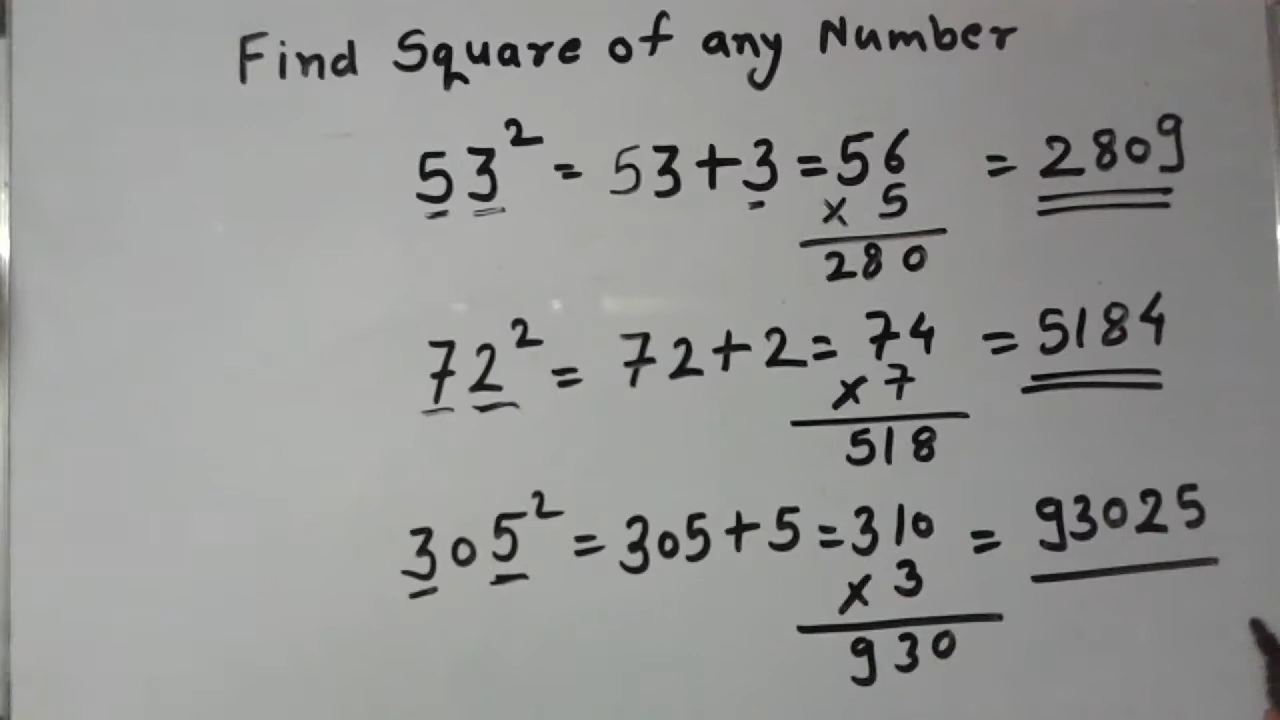 Find Square of any Number
53² = 53+3 = 56 = 2809
x 5
280
72² = 72+2 = 74 = 5184
x 7
518
305² = 305+5 = 310 = 93025
x 3
930